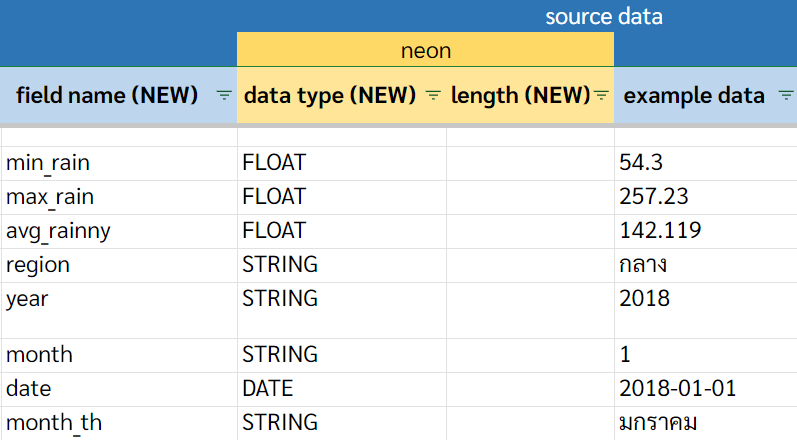 source data
neon
field name (NEW) data type (NEW) length (NEW) example data
min_rain FLOAT 54.3
max_rain FLOAT 257.23
avg_rainny FLOAT 142.119
region STRING กลาง
year STRING 2018
month STRING 1
date DATE 2018-01-01
month_th STRING มกราคม